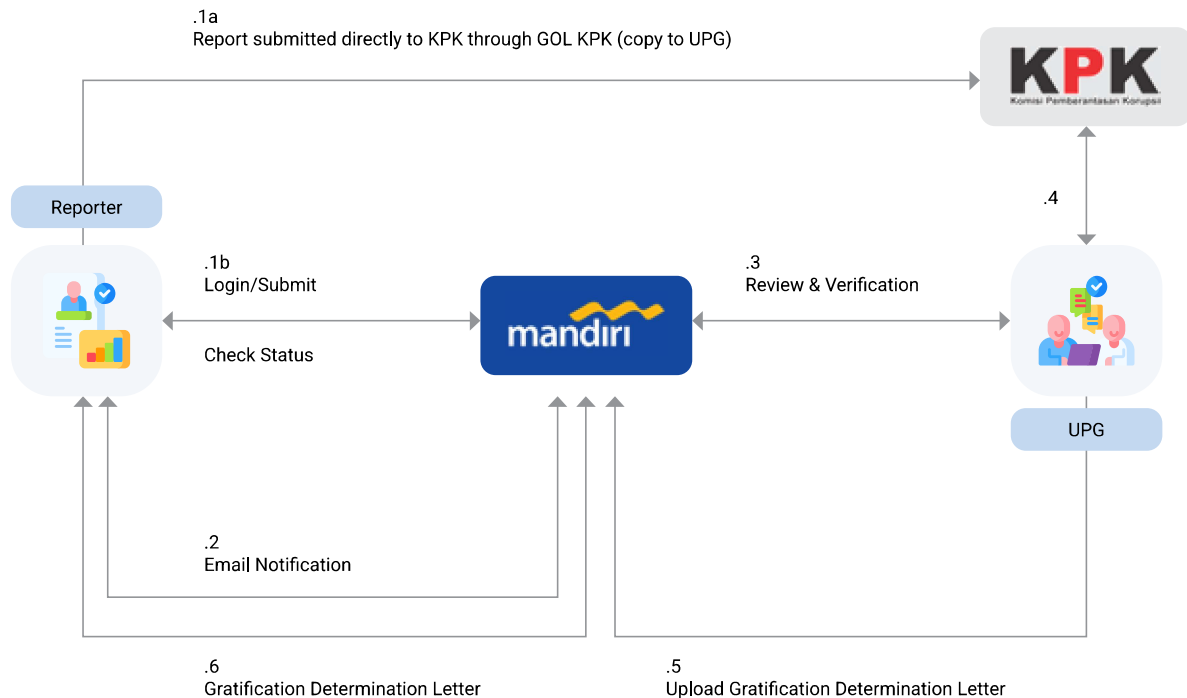 .1a
Report submitted directly to KPK through GOL KPK (copy to UPG)
KPK
Komisi Pemberantasan Korupsii
Reporter
.4
.1b
Login/Submit
.3
Review & Verification
mandiri
Check Status
UPG
.2
Email Notification
.6
Gratification Determination Letter
.5
Upload Gratification Determination Letter